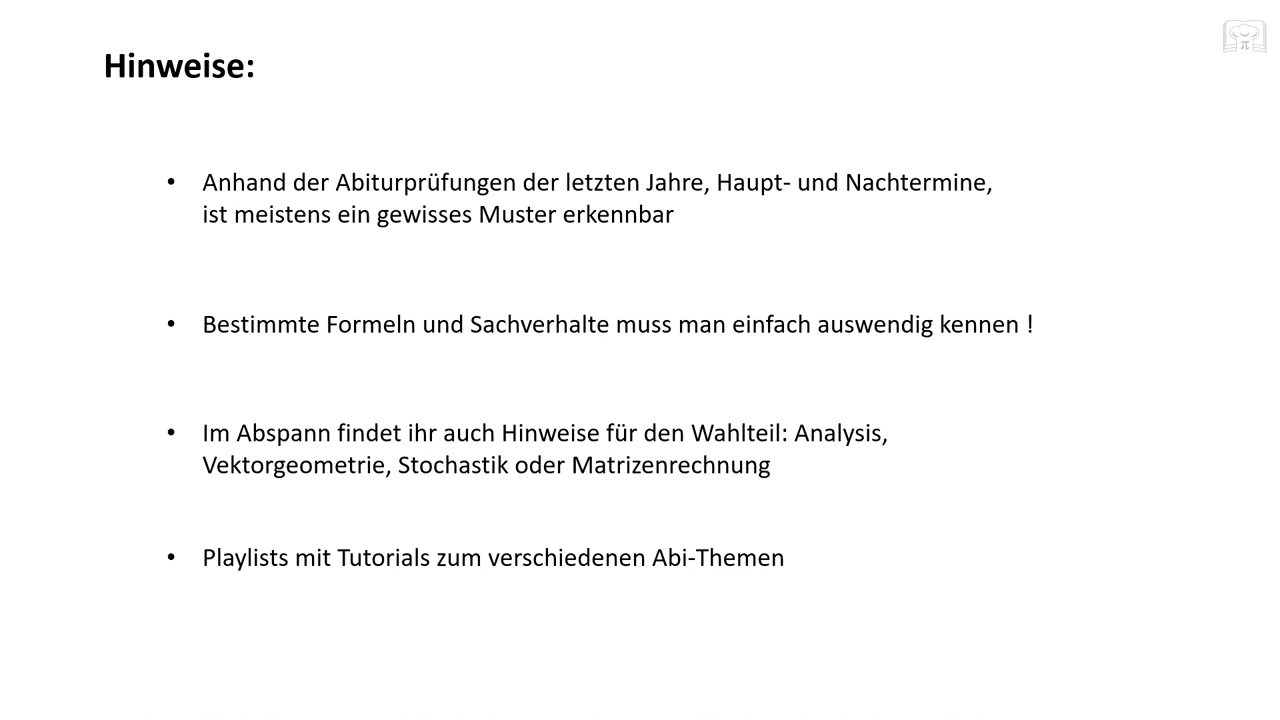 Hinweise:
• Anhand der Abiturprüfungen der letzten Jahre, Haupt- und Nachtermine,
ist meistens ein gewisses Muster erkennbar
• Bestimmte Formeln und Sachverhalte muss man einfach auswendig kennen !
• Im Abspann findet ihr auch Hinweise für den Wahlteil: Analysis,
Vektorgeometrie, Stochastik oder Matrizenrechnung
• Playlists mit Tutorials zum verschiedenen Abi-Themen
π